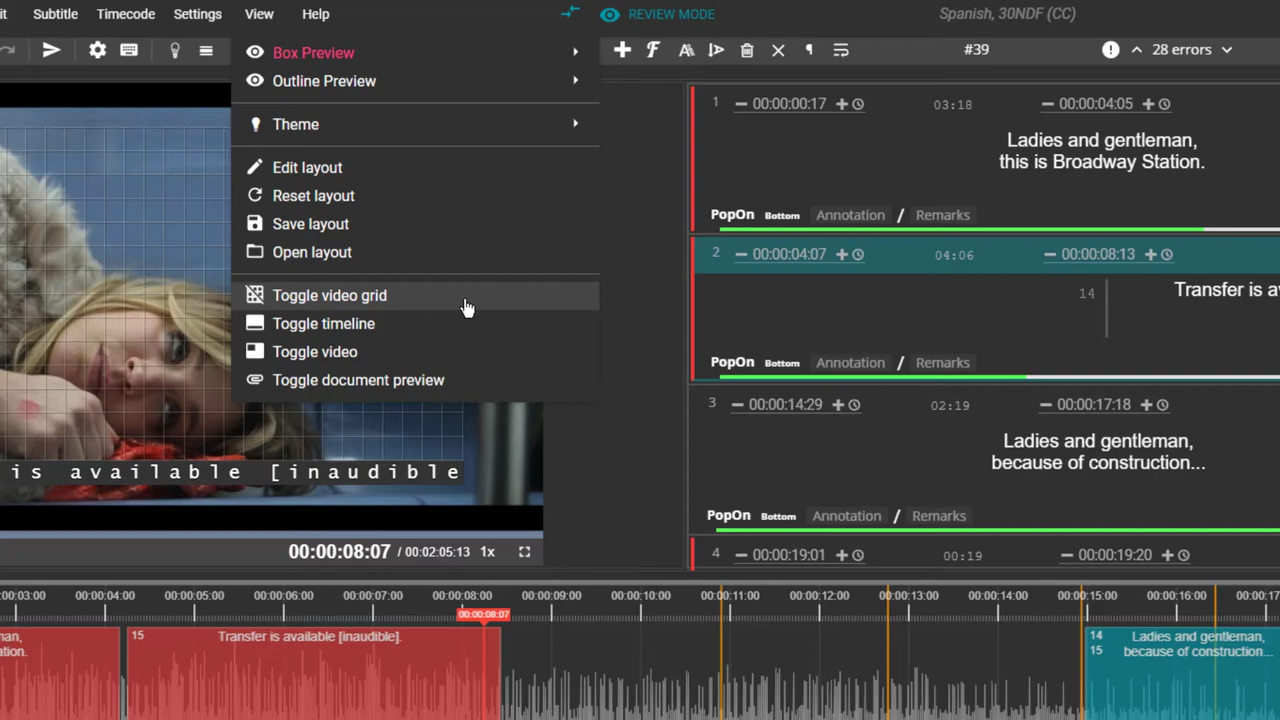 Subtitle Timecode Settings View Help
REVIEW MODE
Spanish, 30NDF (CC)
#39
28 errors
Box Preview
Outline Preview
Theme
Edit layout
Reset layout
Save layout
Open layout
Toggle video grid
Toggle timeline
Toggle video
Toggle document preview
is available [inaudible
00:00:08:07 / 00:02:05:13 1x
1 00:00:00:17 03:18 00:00:04:05
Ladies and gentleman,
this is Broadway Station.
PopOn Bottom Annotation / Remarks
2 00:00:04:07 04:06 00:00:08:13
14 Transfer is a
PopOn Bottom Annotation / Remarks
3 00:00:14:29 02:19 00:00:17:18
Ladies and gentleman,
because of construction...
PopOn Bottom Annotation / Remarks
4 00:00:19:01 00:19 00:00:19:20
00:00:03:00 00:00:04:00 00:00:05:00 00:00:06:00 00:00:07:00 00:00:08:00 00:00:09:00 00:00:10:00 00:00:11:00 00:00:12:00 00:00:13:00 00:00:14:00 00:00:15:00 00:00:16:00 00:00:17
00:00:08:07
man,
tion.
15 Transfer is available [inaudible].
14 Ladies and gentleman,
15 because of construction...